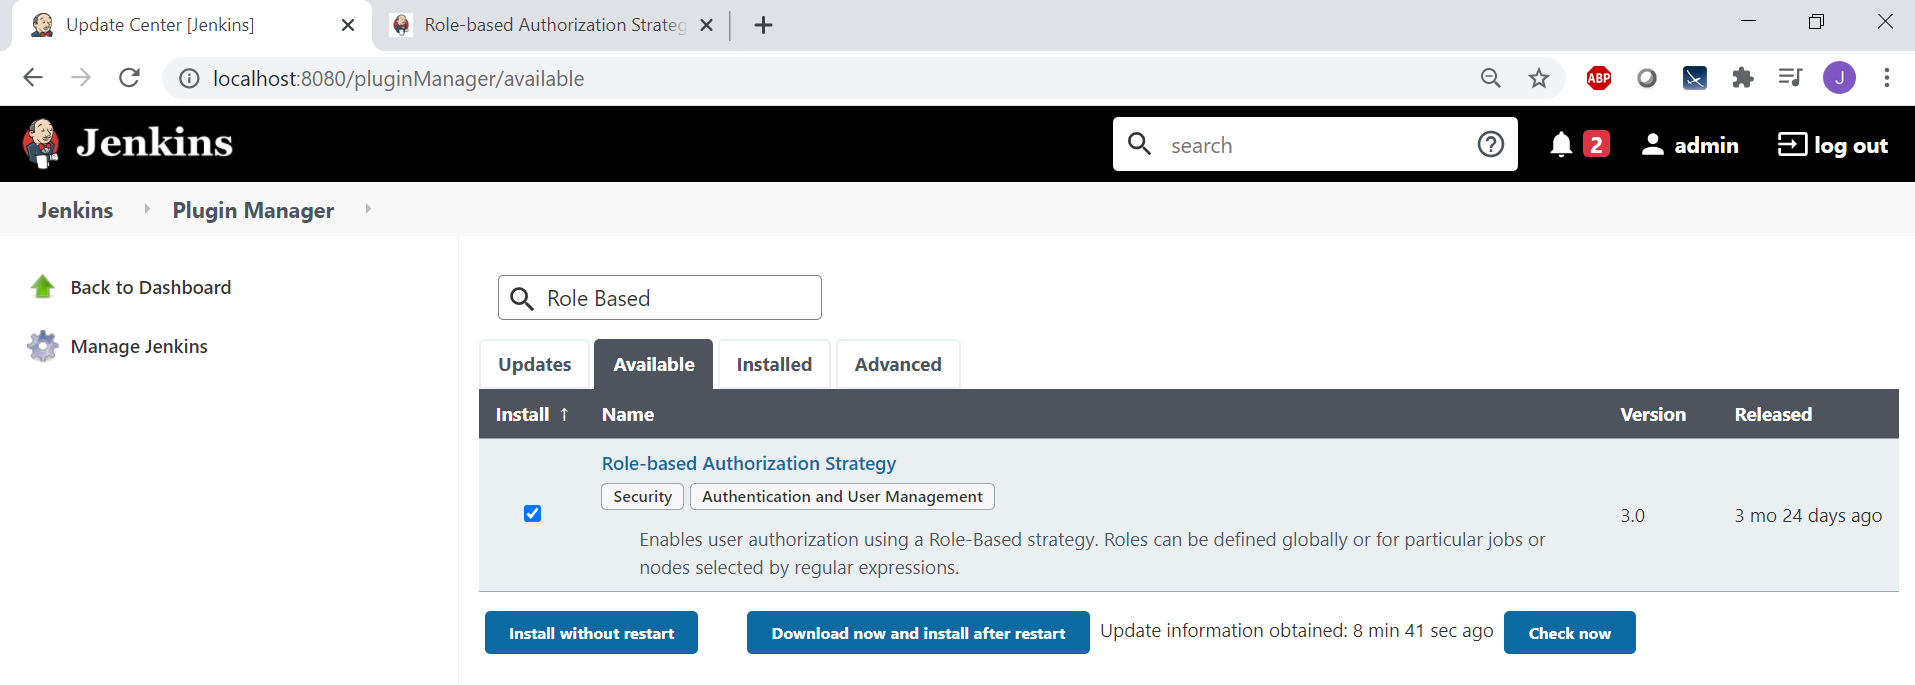 Update Center [Jenkins]
Role-based Authorization Strateg
localhost:8080/pluginManager/available
ABP
J
Jenkins
search
2
admin
log out
Jenkins
Plugin Manager
Back to Dashboard
Manage Jenkins
Role Based
Updates
Available
Installed
Advanced
Install ↑
Name
Version
Released
Role-based Authorization Strategy
Security
Authentication and User Management
Enables user authorization using a Role-Based strategy. Roles can be defined globally or for particular jobs or
nodes selected by regular expressions.
3.0
3 mo 24 days ago
Install without restart
Download now and install after restart
Update information obtained: 8 min 41 sec ago
Check now